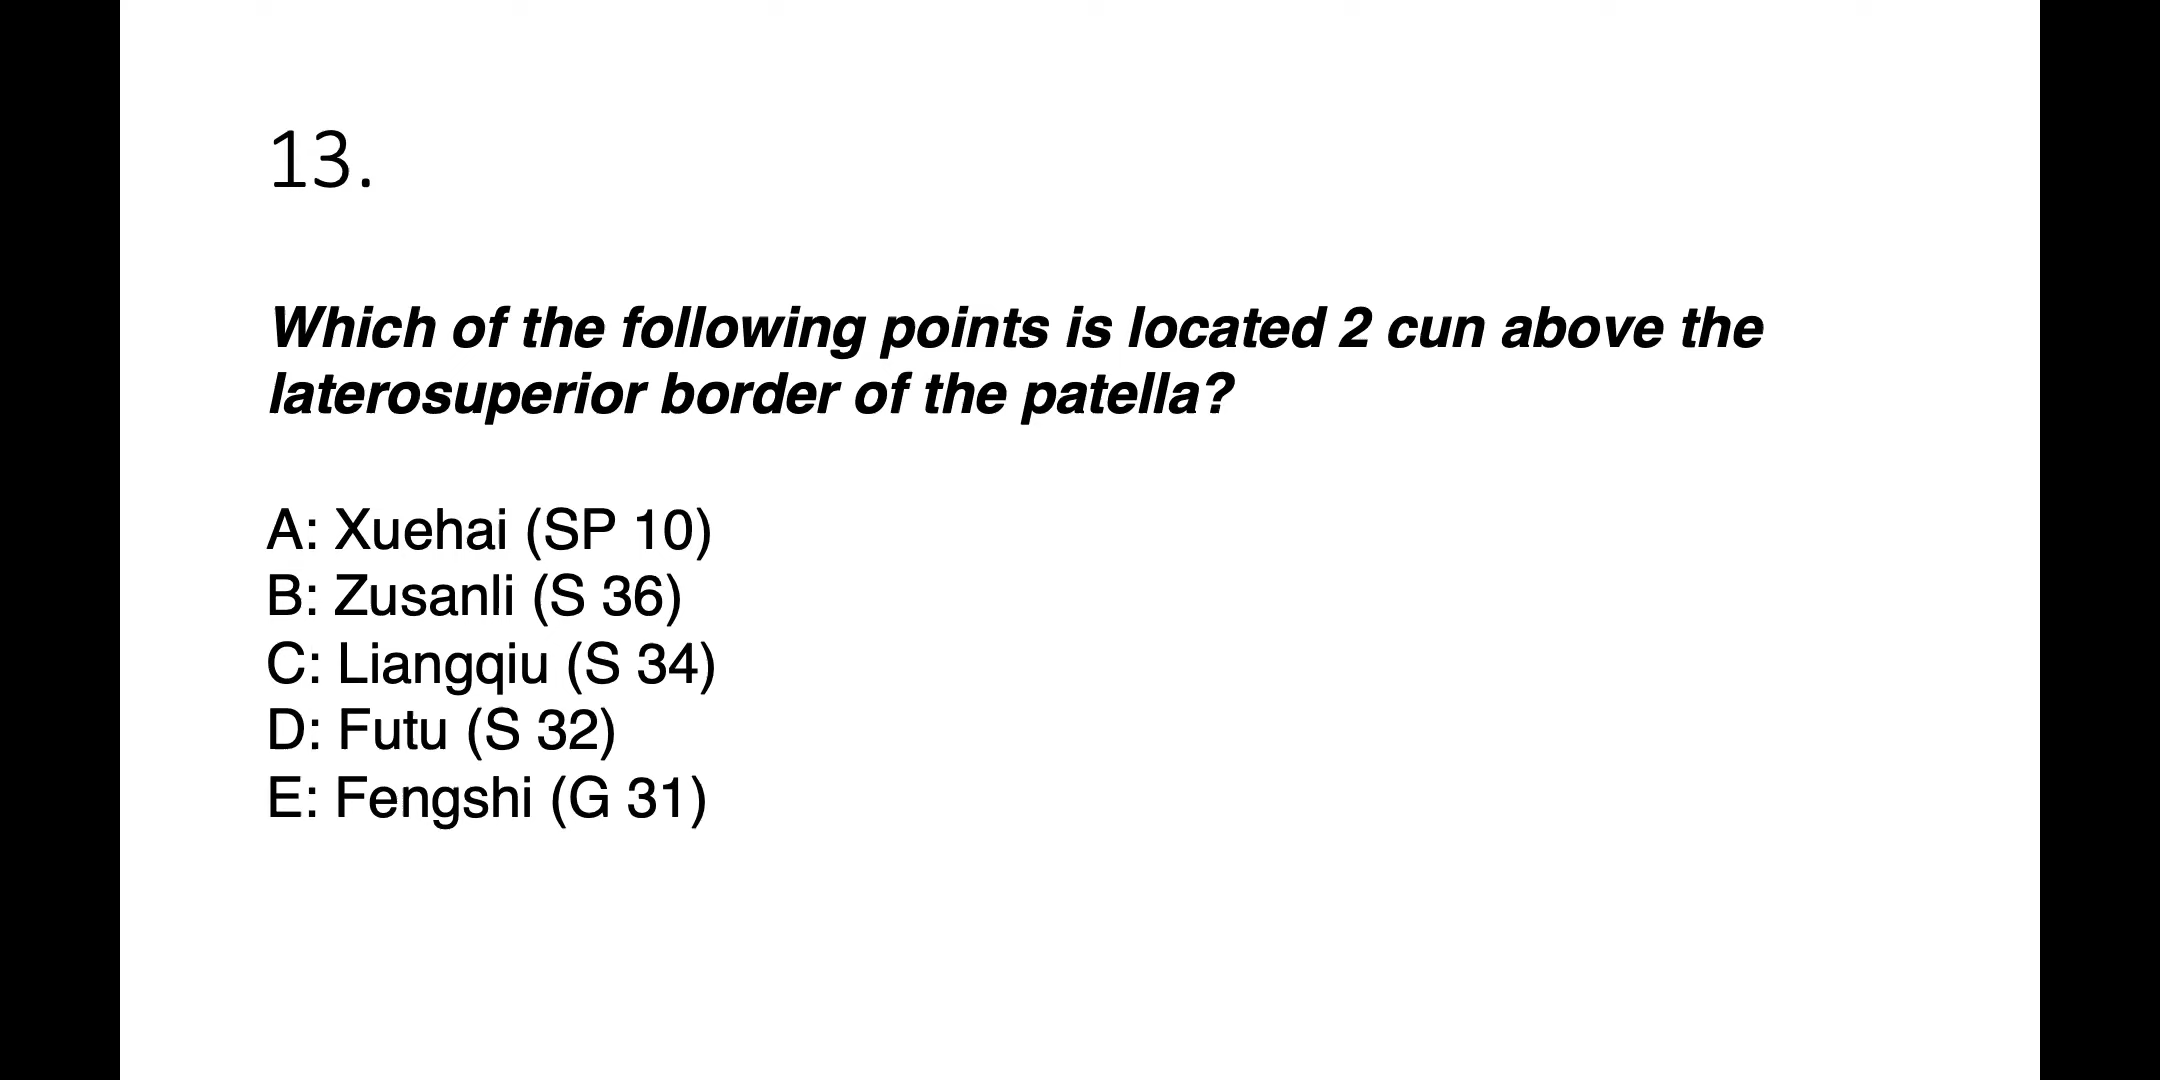 13.
Which of the following points is located 2 cun above the
laterosuperior border of the patella?
A: Xuehai (SP 10)
B: Zusanli (S 36)
C: Liangqiu (S 34)
D: Futu (S 32)
E: Fengshi (G 31)